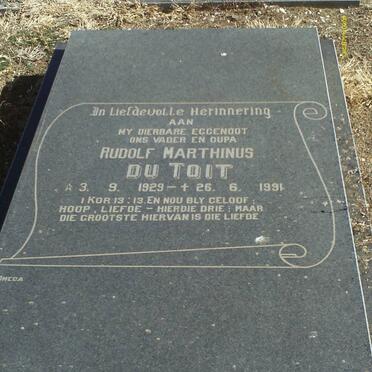 In Liefdevolle Herinnering
AAN
MY DIERBARE EGGENOOT
ONS VADER EN OUPA
RUDOLF MARTHINUS
DU TOIT
✩ 3. 9. 1929 - ✝ 26. 6. 1991
1 KOR 13:13. EN NOU BLY GELOOF,
HOOP, LIEFDE - HIERDIE DRIE; MAAR
DIE GROOTSTE HIERVAN IS DIE LIEFDE